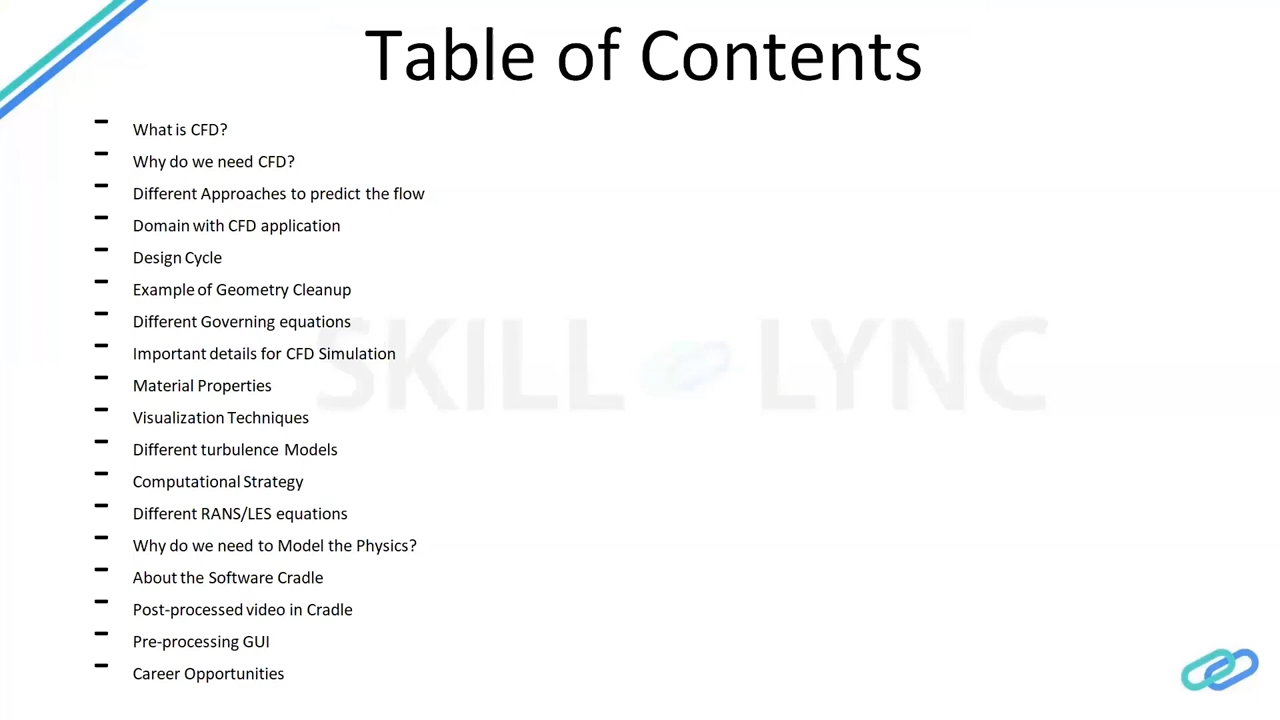 Table of Contents
- What is CFD?
- Why do we need CFD?
- Different Approaches to predict the flow
- Domain with CFD application
- Design Cycle
- Example of Geometry Cleanup
- Different Governing equations
- Important details for CFD Simulation
SKILL LYNC
- Material Properties
- Visualization Techniques
- Different turbulence Models
- Computational Strategy
- Different RANS/LES equations
- Why do we need to Model the Physics?
- About the Software Cradle
- Post-processed video in Cradle
- Pre-processing GUI
- Career Opportunities